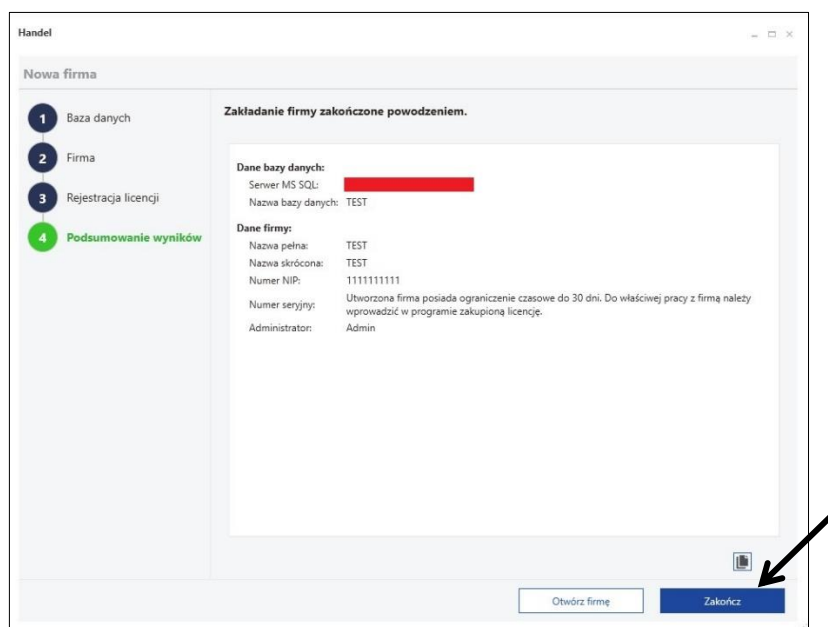 Handel
Nowa firma
1 Baza danych
2 Firma
3 Rejestracja licencji
4 Podsumowanie wyników
Zakładanie firmy zakończone powodzeniem.
Dane bazy danych:
Serwer MS SQL:
Nazwa bazy danych: TEST
Dane firmy:
Nazwa pełna: TEST
Nazwa skrócona: TEST
Numer NIP: 1111111111
Numer seryjny: Utworzona firma posiada ograniczenie czasowe do 30 dni. Do właściwej pracy z firmą należy
wprowadzić w programie zakupioną licencję.
Administrator: Admin
Otwórz firmę
Zakończ